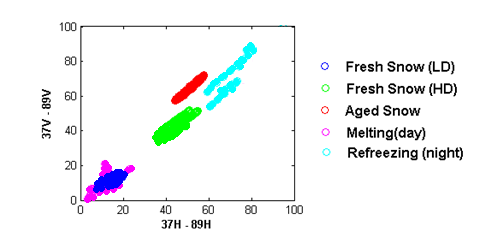 100
80
60
40
20
0
37V - 89V
0 20 40 60 80 100
37H - 89H
Fresh Snow (LD)
Fresh Snow (HD)
Aged Snow
Melting(day)
Refreezing (night)